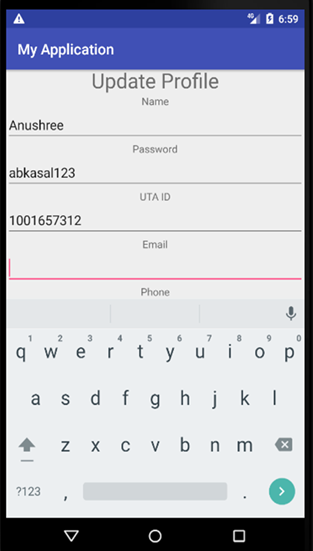 4G 6:59
My Application
Update Profile
Name
Anushree
Password
abkasal123
UTA ID
1001657312
Email
Phone
1 2 3 4 5 6 7 8 9 0
q w e r t y u i o p
a s d f g h j k l
z x c v b n m
?123 , .